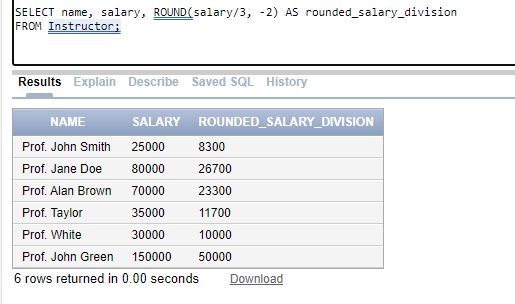 SELECT name, salary, ROUND(salary/3, -2) AS rounded_salary_division
FROM Instructor;
Results Explain Describe Saved SQL History
NAME SALARY ROUNDED_SALARY_DIVISION
Prof. John Smith 25000 8300
Prof. Jane Doe 80000 26700
Prof. Alan Brown 70000 23300
Prof. Taylor 35000 11700
Prof. White 30000 10000
Prof. John Green 150000 50000
6 rows returned in 0.00 seconds Download